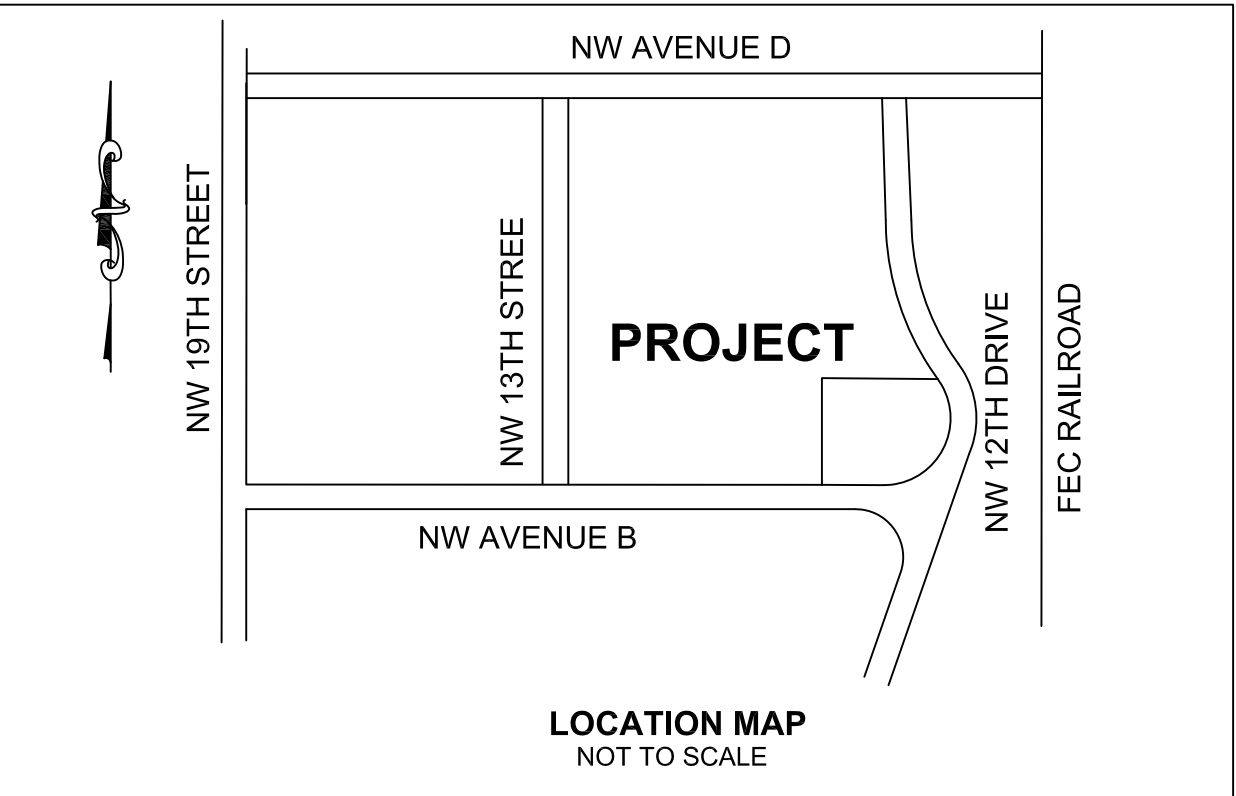 NW AVENUE D
NW 19TH STREET
NW 13TH STREE
PROJECT
NW 12TH DRIVE
FEC RAILROAD
NW AVENUE B
LOCATION MAP
NOT TO SCALE